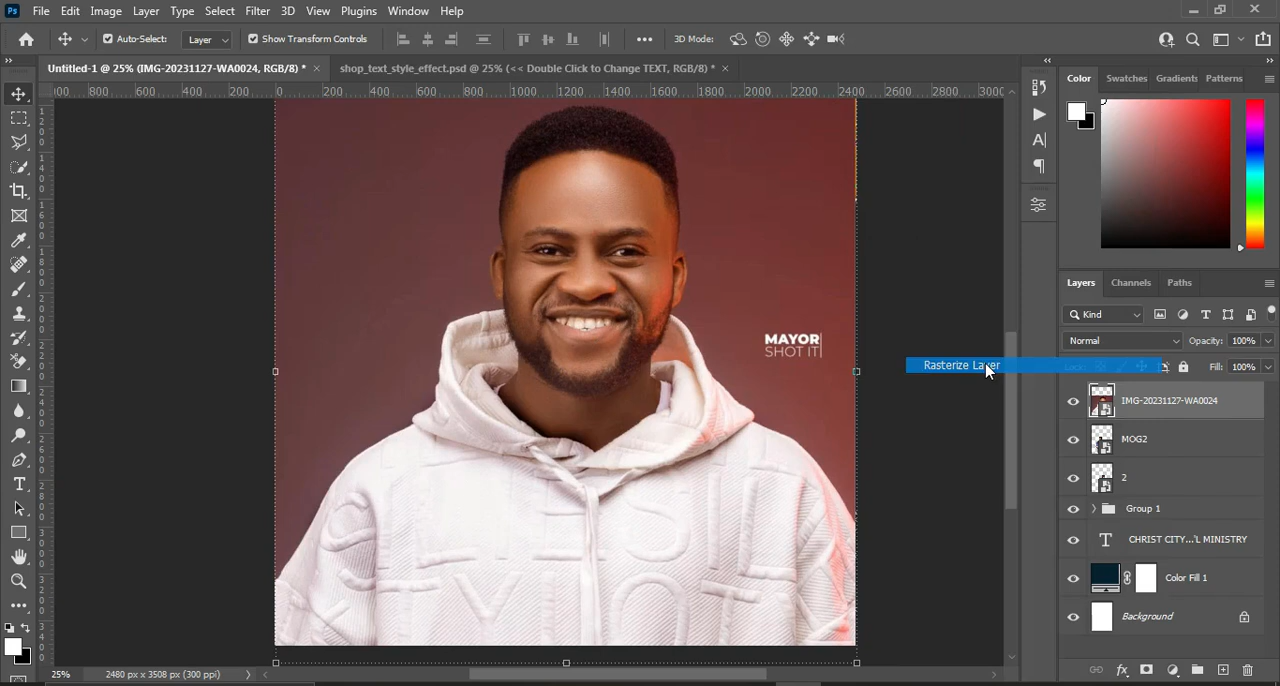 File Edit Image Layer Type Select Filter 3D View Plugins Window Help
Auto-Select: Layer Show Transform Controls 3D Mode:
Untitled-1 @ 25% (IMG-20231127-WA0024, RGB/8) * shop_text_style_effect.psd @ 25% (<< Double Click to Change TEXT, RGB/8) *
800 600 400 200 0 200 400 600 800 1000 1200 1400 1600 1800 2000 2200 2400 2600 2800 3000
Color Swatches Gradients Patterns
Layers Channels Paths
Kind
Normal Opacity: 100%
MAYOR
SHOT IT
Rasterize Layer
Fill: 100%
IMG-20231127-WA0024
MOG2
2
Group 1
CHRIST CITY...'L MINISTRY
Color Fill 1
Background
25% 2480 px x 3508 px (300 ppi)